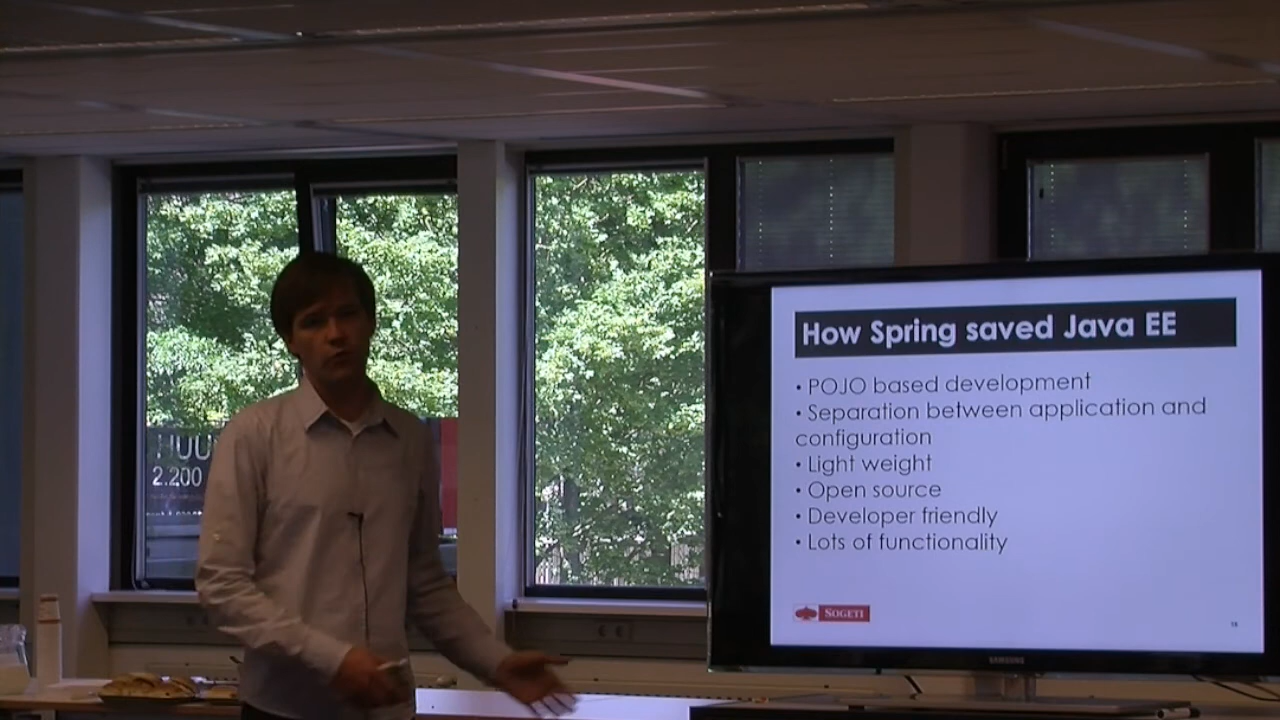 How Spring saved Java EE
• POJO based development
• Separation between application and
configuration
• Light weight
• Open source
• Developer friendly
• Lots of functionality
SOGETI
SAMSUNG
2.200